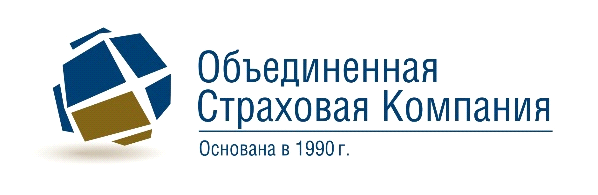 Объединенная
Страховая Компания
Основана в 1990 г.